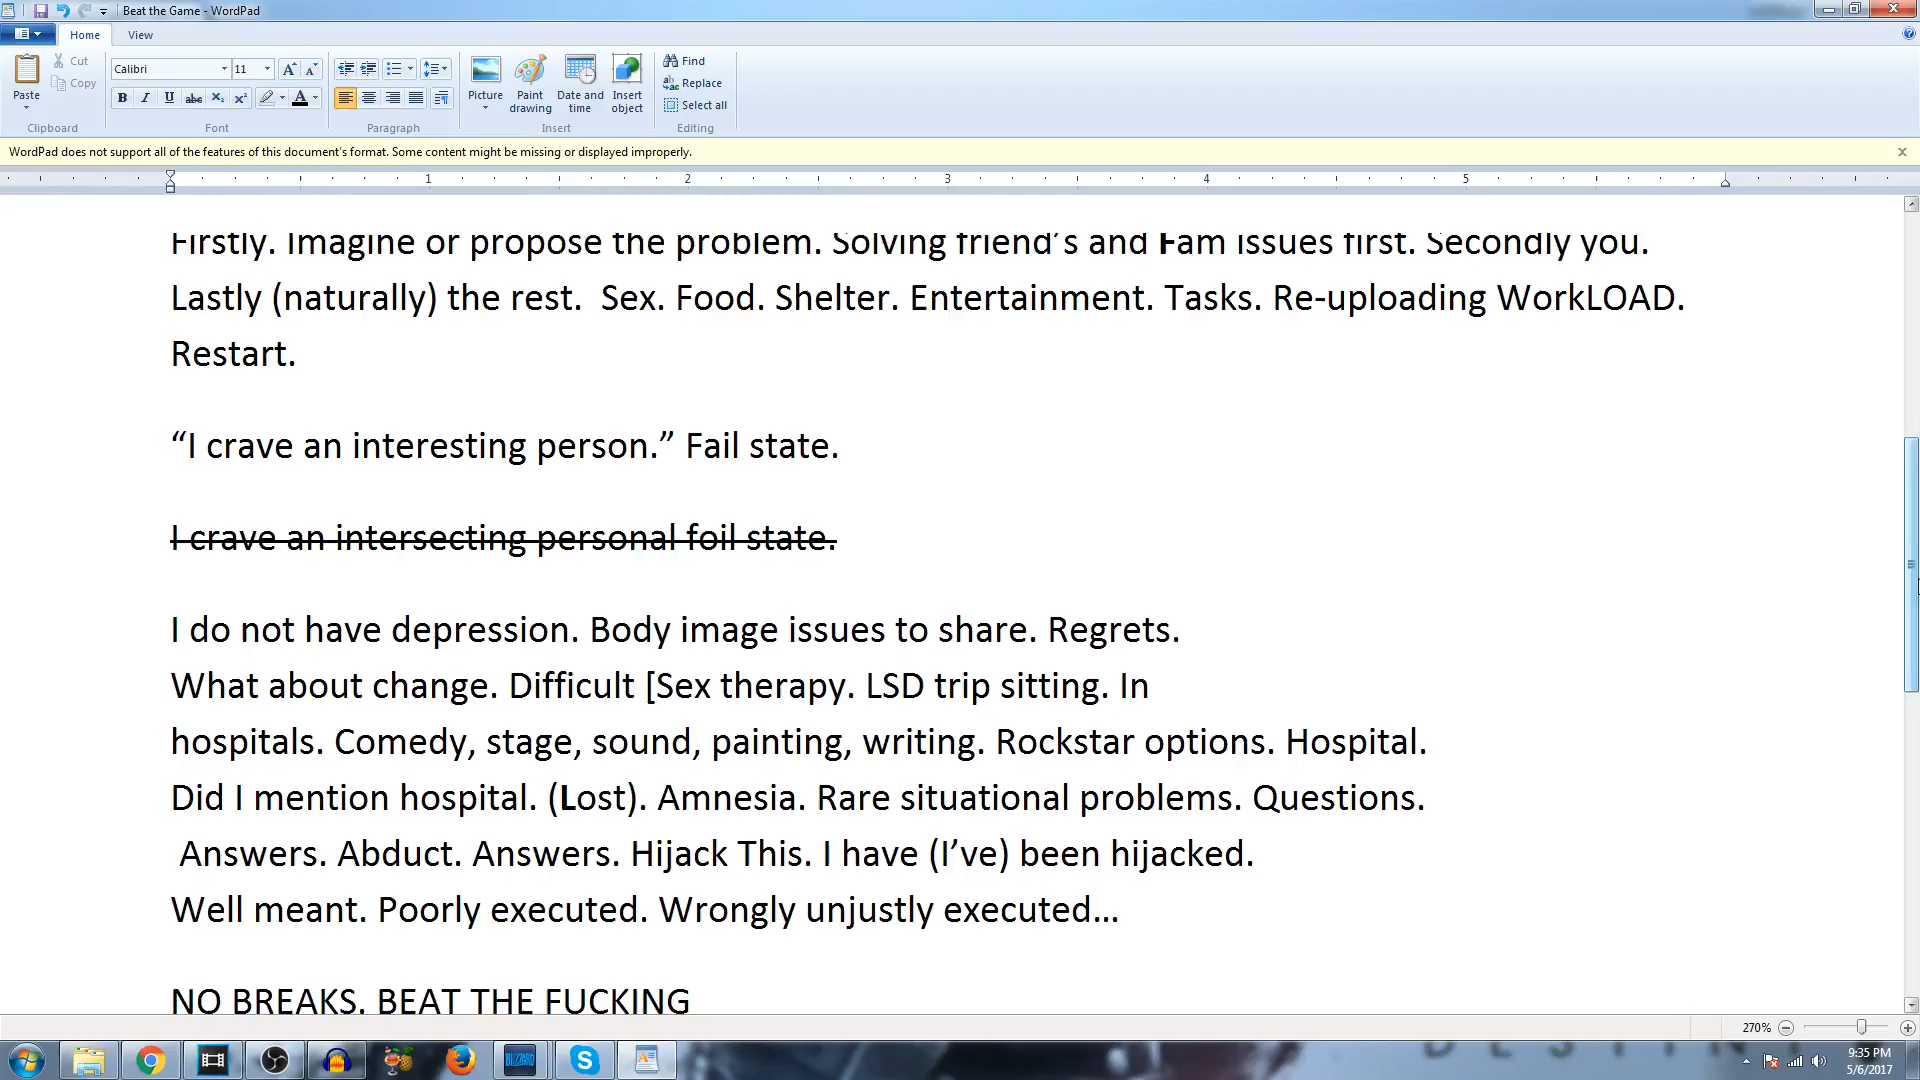 Beat the Game - WordPad
Home View
Paste Cut Copy Clipboard
Calibri 11 Font
Paragraph
Picture Paint drawing Date and time Insert object Insert
Find Replace Select all Editing
WordPad does not support all of the features of this document's format. Some content might be missing or displayed improperly.
1 2 3 4 5
Firstly. Imagine or propose the problem. Solving friend’s and Fam issues first. Secondly you.
Lastly (naturally) the rest.  Sex. Food. Shelter. Entertainment. Tasks. Re-uploading WorkLOAD.
Restart.
“I crave an interesting person.” Fail state.
I crave an intersecting personal foil state.
I do not have depression. Body image issues to share. Regrets.
What about change. Difficult [Sex therapy. LSD trip sitting. In
hospitals. Comedy, stage, sound, painting, writing. Rockstar options. Hospital.
Did I mention hospital. (Lost). Amnesia. Rare situational problems. Questions.
Answers. Abduct. Answers. Hijack This. I have (I’ve) been hijacked.
Well meant. Poorly executed. Wrongly unjustly executed…
NO BREAKS. BEAT THE FUCKING
270%
BLIZZARD
9:35 PM
5/6/2017